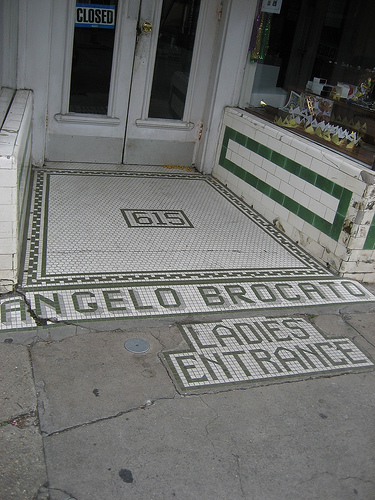 CLOSED
615
ANGELO BROCATO
LADIES
ENTRANCE